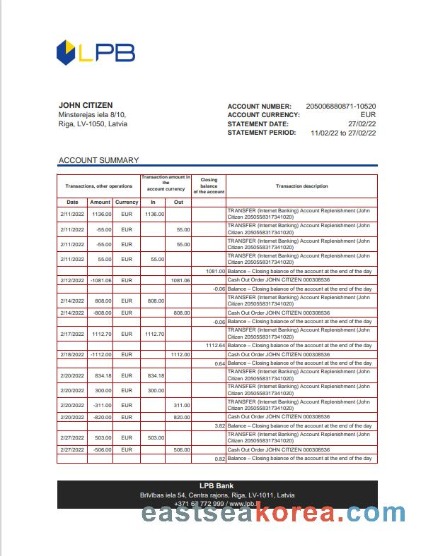 LPB
JOHN CITIZEN
Minsterejas iela 8/10,
Riga, LV-1050, Latvia
ACCOUNT NUMBER: 205006880871-10520
ACCOUNT CURRENCY: EUR
STATEMENT DATE: 27/02/22
STATEMENT PERIOD: 11/02/22 to 27/02/22
ACCOUNT SUMMARY
Transactions, other operations
Transaction amount in
the
account currency
Closing
balance
of the account
Transaction description
Date Amount Currency In Out
2/11/2022 1136.00 EUR 1136.00 TRANSFER (Internet Banking) Account Replenishment (John
Citizen 2050558317341020)
2/11/2022 -55.00 EUR 55.00 TRANSFER (Internet Banking) Account Replenishment (John
Citizen 2050558317341020)
2/11/2022 -55.00 EUR 55.00 TRANSFER (Internet Banking) Account Replenishment (John
Citizen 2050558317341020)
2/11/2022 55.00 EUR 55.00 TRANSFER (Internet Banking) Account Replenishment (John
Citizen 2050558317341020)
1081.00 Balance – Closing balance of the account at the end of the day
2/12/2022 -1081.06 EUR 1081.06 Cash Out Order JOHN CITIZEN 000308536
-0.06 Balance – Closing balance of the account at the end of the day
2/14/2022 808.00 EUR 808.00 TRANSFER (Internet Banking) Account Replenishment (John
Citizen 2050558317341020)
2/14/2022 -808.00 EUR 808.00 Cash Out Order JOHN CITIZEN 000308536
-0.06 Balance – Closing balance of the account at the end of the day
2/17/2022 1112.70 EUR 1112.70 TRANSFER (Internet Banking) Account Replenishment (John
Citizen 2050558317341020)
1112.64 Balance – Closing balance of the account at the end of the day
2/18/2022 -1112.00 EUR 1112.00 Cash Out Order JOHN CITIZEN 000308536
0.64 Balance – Closing balance of the account at the end of the day
2/20/2022 834.18 EUR 834.18 TRANSFER (Internet Banking) Account Replenishment (John
Citizen 2050558317341020)
2/20/2022 300.00 EUR 300.00 TRANSFER (Internet Banking) Account Replenishment (John
Citizen 2050558317341020)
2/20/2022 -311.00 EUR 311.00 TRANSFER (Internet Banking) Account Replenishment (John
Citizen 2050558317341020)
2/20/2022 -820.00 EUR 820.00 Cash Out Order JOHN CITIZEN 000308536
3.82 Balance – Closing balance of the account at the end of the day
2/27/2022 503.00 EUR 503.00 TRANSFER (Internet Banking) Account Replenishment (John
Citizen 2050558317341020)
2/27/2022 -506.00 EUR 506.00 Cash Out Order JOHN CITIZEN 000308536
0.82 Balance – Closing balance of the account at the end of the day
LPB Bank
Brīvības iela 54, Centra rajons, Rīga, LV-1011, Latvia
+371 6 772 999 / www.lpb.
eastseakorea.com